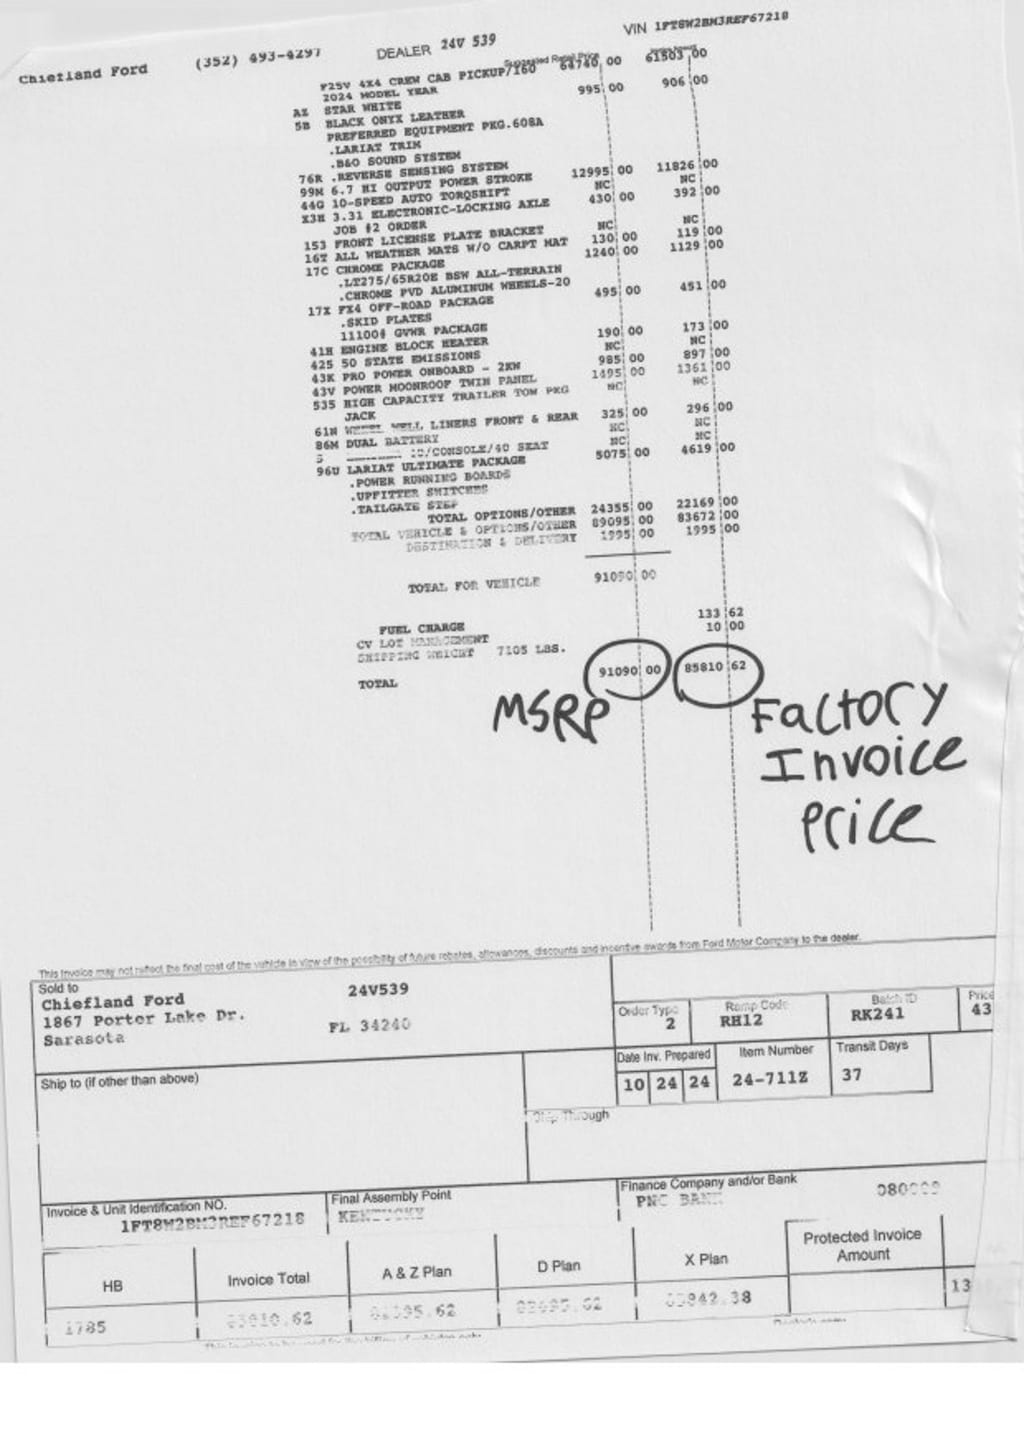 Chiefland Ford (352) 493-4297 DEALER 24V 539 VIN 1FT8W2BM3REF67218
Suggested Retail Price
F25V 4X4 CREW CAB PICKUP/160 64740 00 61503 00
2024 MODEL YEAR
AZ STAR WHITE 995 00 906 00
5B BLACK ONYX LEATHER
PREFERRED EQUIPMENT PKG.608A
.LARIAT TRIM
.B&O SOUND SYSTEM
76R .REVERSE SENSING SYSTEM
99M 6.7 HI OUTPUT POWER STROKE 12995 00 11826 00
44G 10-SPEED AUTO TORQSHIFT NC NC
X3H 3.31 ELECTRONIC-LOCKING AXLE 430 00 392 00
JOB #2 ORDER
153 FRONT LICENSE PLATE BRACKET NC NC
16T ALL WEATHER MATS W/O CARPT MAT 130 00 119 00
17C CHROME PACKAGE 1240 00 1129 00
.LT275/65R20E BSW ALL-TERRAIN
.CHROME PVD ALUMINUM WHEELS-20
17X FX4 OFF-ROAD PACKAGE 495 00 451 00
.SKID PLATES
11100# GVWR PACKAGE
41H ENGINE BLOCK HEATER 190 00 173 00
425 50 STATE EMISSIONS NC NC
43K PRO POWER ONBOARD - 2KW 985 00 897 00
43V POWER MOONROOF TWIN PANEL 1495 00 1361 00
535 HIGH CAPACITY TRAILER TOW PKG NC NC
JACK
61N WHEEL WELL LINERS FRONT & REAR 325 00 296 00
86M DUAL BATTERY NC NC
/CONSOLE/40 SEAT NC NC
96U LARIAT ULTIMATE PACKAGE 5075 00 4619 00
.POWER RUNNING BOARDS
.UPFITTER SWITCHES
.TAILGATE STEP
TOTAL OPTIONS/OTHER 24355 00 22169 00
TOTAL VEHICLE & OPTIONS/OTHER 89095 00 83672 00
DESTINATION & DELIVERY 1995 00 1995 00
TOTAL FOR VEHICLE 91090 00
FUEL CHARGE 133 62
CV LOT MANAGEMENT 10 00
SHIPPING WEIGHT 7105 LBS.
TOTAL 91090 00 85810 62
MSRP Factory
Invoice
Price
This Invoice may not reflect the final cost of the vehicle in view of the possibility of future rebates, allowances, discounts and incentive awards from Ford Motor Company to the dealer.
Sold to
Chiefland Ford 24V539
1867 Porter Lake Dr.
Sarasota FL 34240
Order Type Ramp Code Batch ID Price
2 RH12 RK241 43
Ship to (if other than above)
Date Inv. Prepared Item Number Transit Days
10 24 24 24-711Z 37
Ship Through
Invoice & Unit Identification NO. Final Assembly Point Finance Company and/or Bank
1FT8W2BM3REF67218 KENTUCKY PNC BANK
HB Invoice Total A & Z Plan D Plan X Plan Protected Invoice Amount
1785 85810.62 13